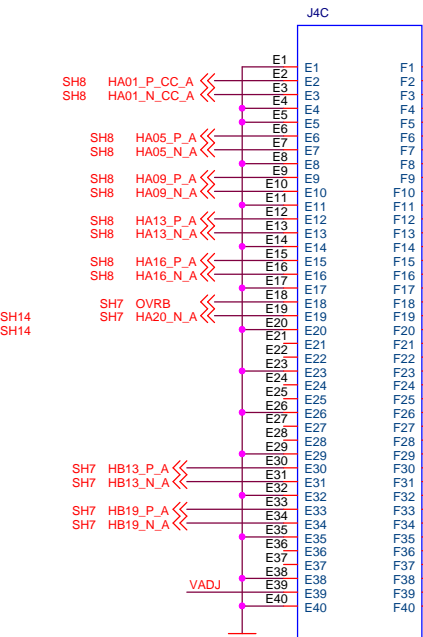 J4C
E1 E1 F1
SH8 HA01_P_CC_A E2 E2 F2
SH8 HA01_N_CC_A E3 E3 F3
E4 E4 F4
E5 E5 F5
SH8 HA05_P_A E6 E6 F6
SH8 HA05_N_A E7 E7 F7
E8 E8 F8
SH8 HA09_P_A E9 E9 F9
SH8 HA09_N_A E10 E10 F10
E11 E11 F11
SH8 HA13_P_A E12 E12 F12
SH8 HA13_N_A E13 E13 F13
E14 E14 F14
SH8 HA16_P_A E15 E15 F15
SH8 HA16_N_A E16 E16 F16
E17 E17 F17
SH7 OVRB E18 E18 F18
SH14 SH7 HA20_N_A E19 E19 F19
SH14 E20 E20 F20
E21 E21 F21
E22 E22 F22
E23 E23 F23
E24 E24 F24
E25 E25 F25
E26 E26 F26
E27 E27 F27
E28 E28 F28
E29 E29 F29
SH7 HB13_P_A E30 E30 F30
SH7 HB13_N_A E31 E31 F31
E32 E32 F32
SH7 HB19_P_A E33 E33 F33
SH7 HB19_N_A E34 E34 F34
E35 E35 F35
E36 E36 F36
E37 E37 F37
E38 E38 F38
VADJ E39 E39 F39
E40 E40 F40